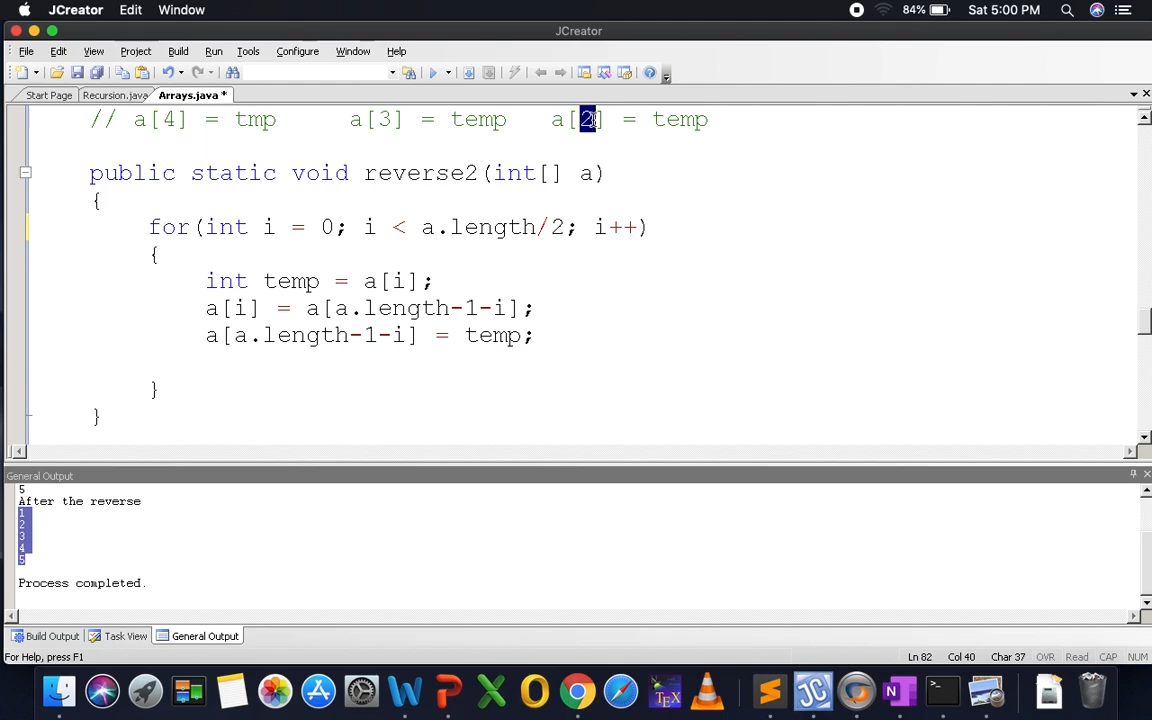 JCreator Edit Window 84% Sat 5:00 PM
JCreator
File Edit View Project Build Run Tools Configure Window Help
Start Page Recursion.java Arrays.java *
// a[4] = tmp a[3] = temp a[2] = temp
public static void reverse2(int[] a)
{
for(int i = 0; i < a.length/2; i++)
{
int temp = a[i];
a[i] = a[a.length-1-i];
a[a.length-1-i] = temp;
}
}
General Output
5
After the reverse
1
2
3
4
5
Process completed.
Build Output Task View General Output
For Help, press F1 Ln 82 Col 40 Char 37 OVR Read CAP NUM